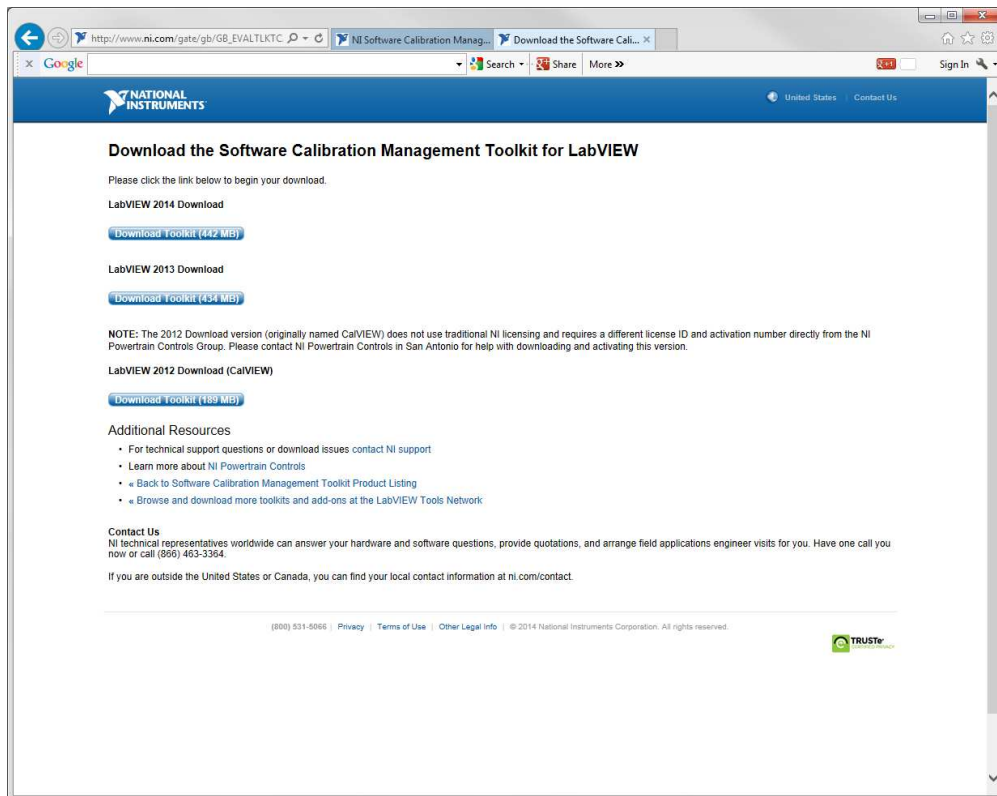 http://www.ni.com/gate/gb/GB_EVALTLKTC
NI Software Calibration Manag...
Download the Software Cali...
x Google
Search
Share
More »
Sign In
NATIONAL INSTRUMENTS
United States | Contact Us
Download the Software Calibration Management Toolkit for LabVIEW
Please click the link below to begin your download.
LabVIEW 2014 Download
Download Toolkit (442 MB)
LabVIEW 2013 Download
Download Toolkit (434 MB)
NOTE: The 2012 Download version (originally named CalVIEW) does not use traditional NI licensing and requires a different license ID and activation number directly from the NI
Powertrain Controls Group. Please contact NI Powertrain Controls in San Antonio for help with downloading and activating this version.
LabVIEW 2012 Download (CalVIEW)
Download Toolkit (189 MB)
Additional Resources
• For technical support questions or download issues contact NI support
• Learn more about NI Powertrain Controls
• « Back to Software Calibration Management Toolkit Product Listing
• « Browse and download more toolkits and add-ons at the LabVIEW Tools Network
Contact Us
NI technical representatives worldwide can answer your hardware and software questions, provide quotations, and arrange field applications engineer visits for you. Have one call you
now or call (866) 463-3364.
If you are outside the United States or Canada, you can find your local contact information at ni.com/contact.
(800) 531-5066 | Privacy | Terms of Use | Other Legal info | © 2014 National Instruments Corporation. All rights reserved.
TRUSTe
CERTIFIED PRIVACY